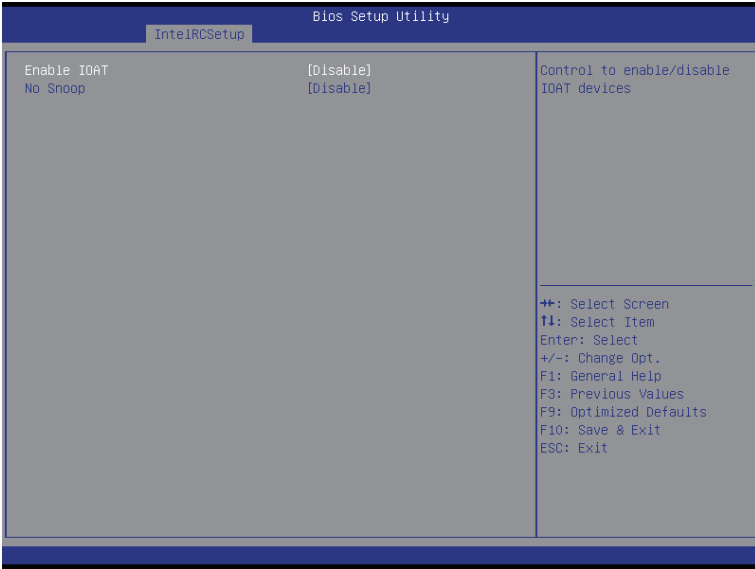 Bios Setup Utility
IntelRCSetup
Enable IOAT [Disable]
No Snoop [Disable]
Control to enable/disable
IOAT devices
→←: Select Screen
↑↓: Select Item
Enter: Select
+/-: Change Opt.
F1: General Help
F3: Previous Values
F9: Optimized Defaults
F10: Save & Exit
ESC: Exit